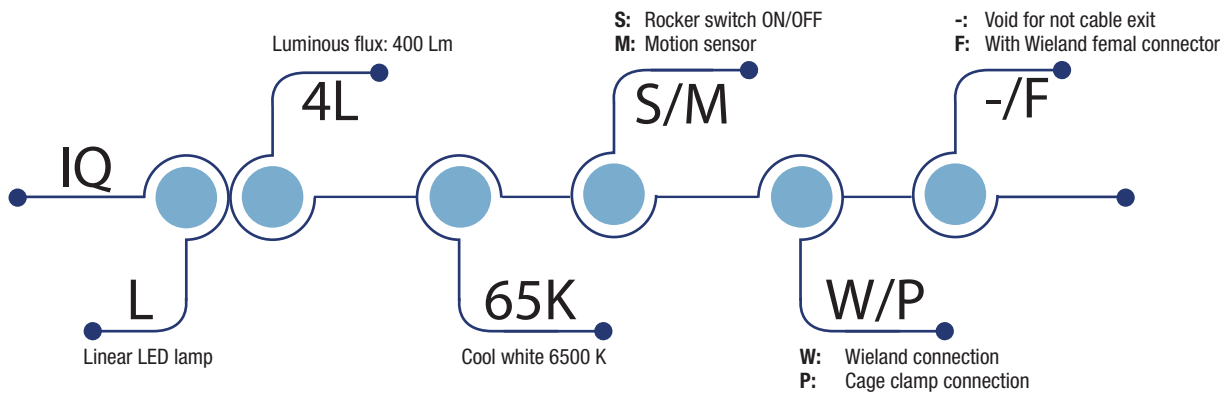 S: Rocker switch ON/OFF
M: Motion sensor
-: Void for not cable exit
F: With Wieland femal connector
Luminous flux: 400 Lm
4L
S/M
-/F
IQ
L
65K
W/P
Linear LED lamp
Cool white 6500 K
W: Wieland connection
P: Cage clamp connection